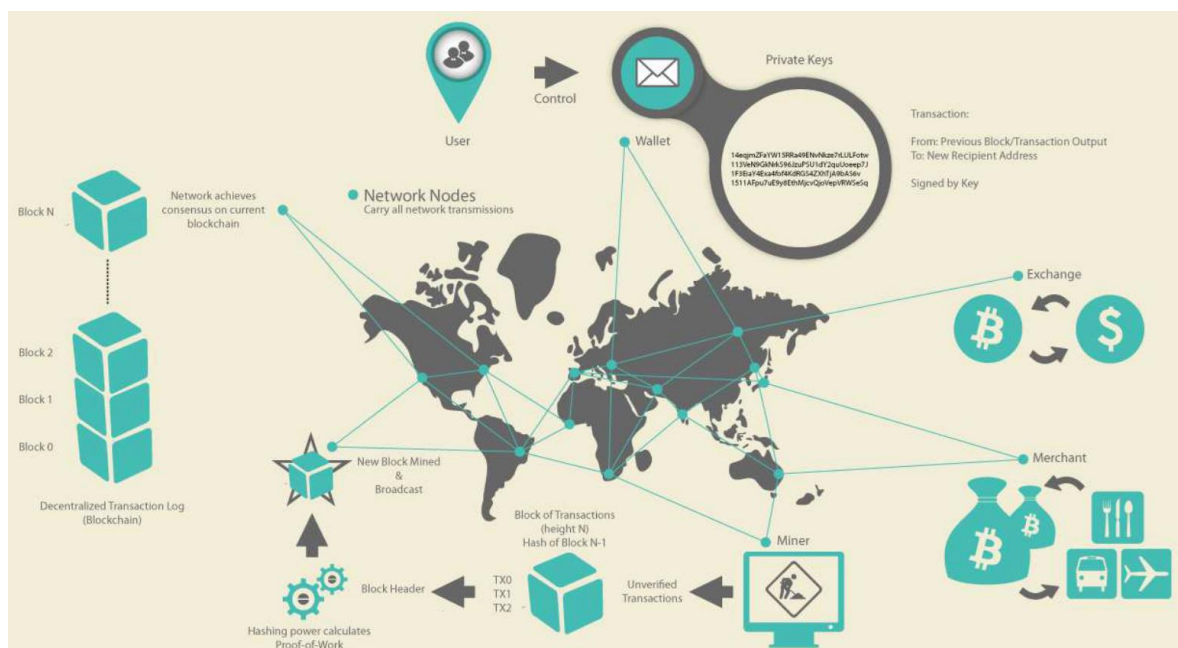 User
Control
Wallet
Private Keys
Transaction:
From: Previous Block/Transaction Output
To: New Recipient Address
Signed by Key
Network Nodes
Carry all network transmissions
Block N
Network achieves
consensus on current
blockchain
Block 2
Block 1
Block 0
Decentralized Transaction Log
(Blockchain)
Exchange
Merchant
New Block Mined
&
Broadcast
Block of Transactions
(height N)
Hash of Block N-1
Miner
Unverified
Transactions
TX0
TX1
TX2
Block Header
Hashing power calculates
Proof-of-Work